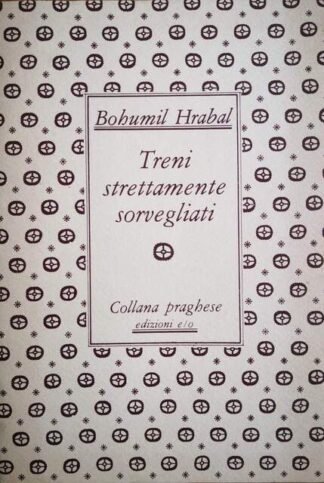 Bohumil Hrabal
Treni
strettamente
sorvegliati
Collana praghese
edizioni e/o